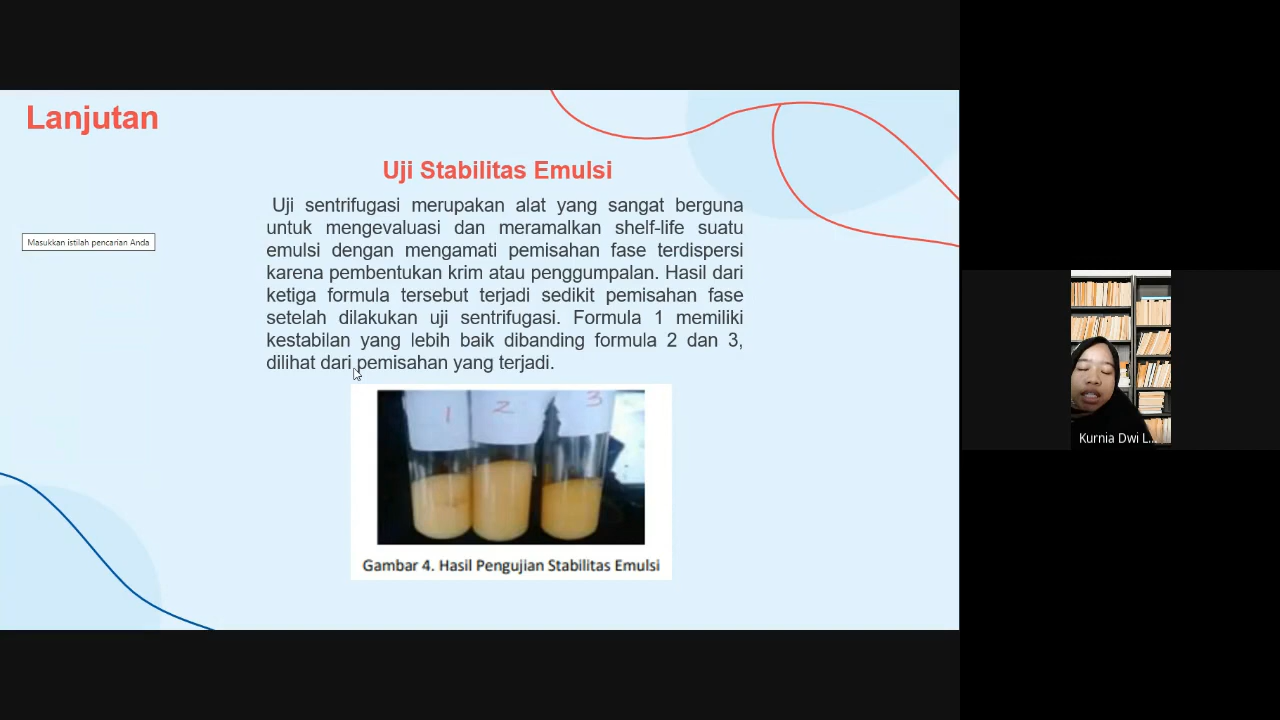 Lanjutan
Uji Stabilitas Emulsi
Uji sentrifugasi merupakan alat yang sangat berguna
untuk mengevaluasi dan meramalkan shelf-life suatu
emulsi dengan mengamati pemisahan fase terdispersi
karena pembentukan krim atau penggumpalan. Hasil dari
ketiga formula tersebut terjadi sedikit pemisahan fase
setelah dilakukan uji sentrifugasi. Formula 1 memiliki
kestabilan yang lebih baik dibanding formula 2 dan 3,
dilihat dari pemisahan yang terjadi.
Masukkan istilah pencarian Anda
1 2 3
Gambar 4. Hasil Pengujian Stabilitas Emulsi
Kurnia Dwi L...